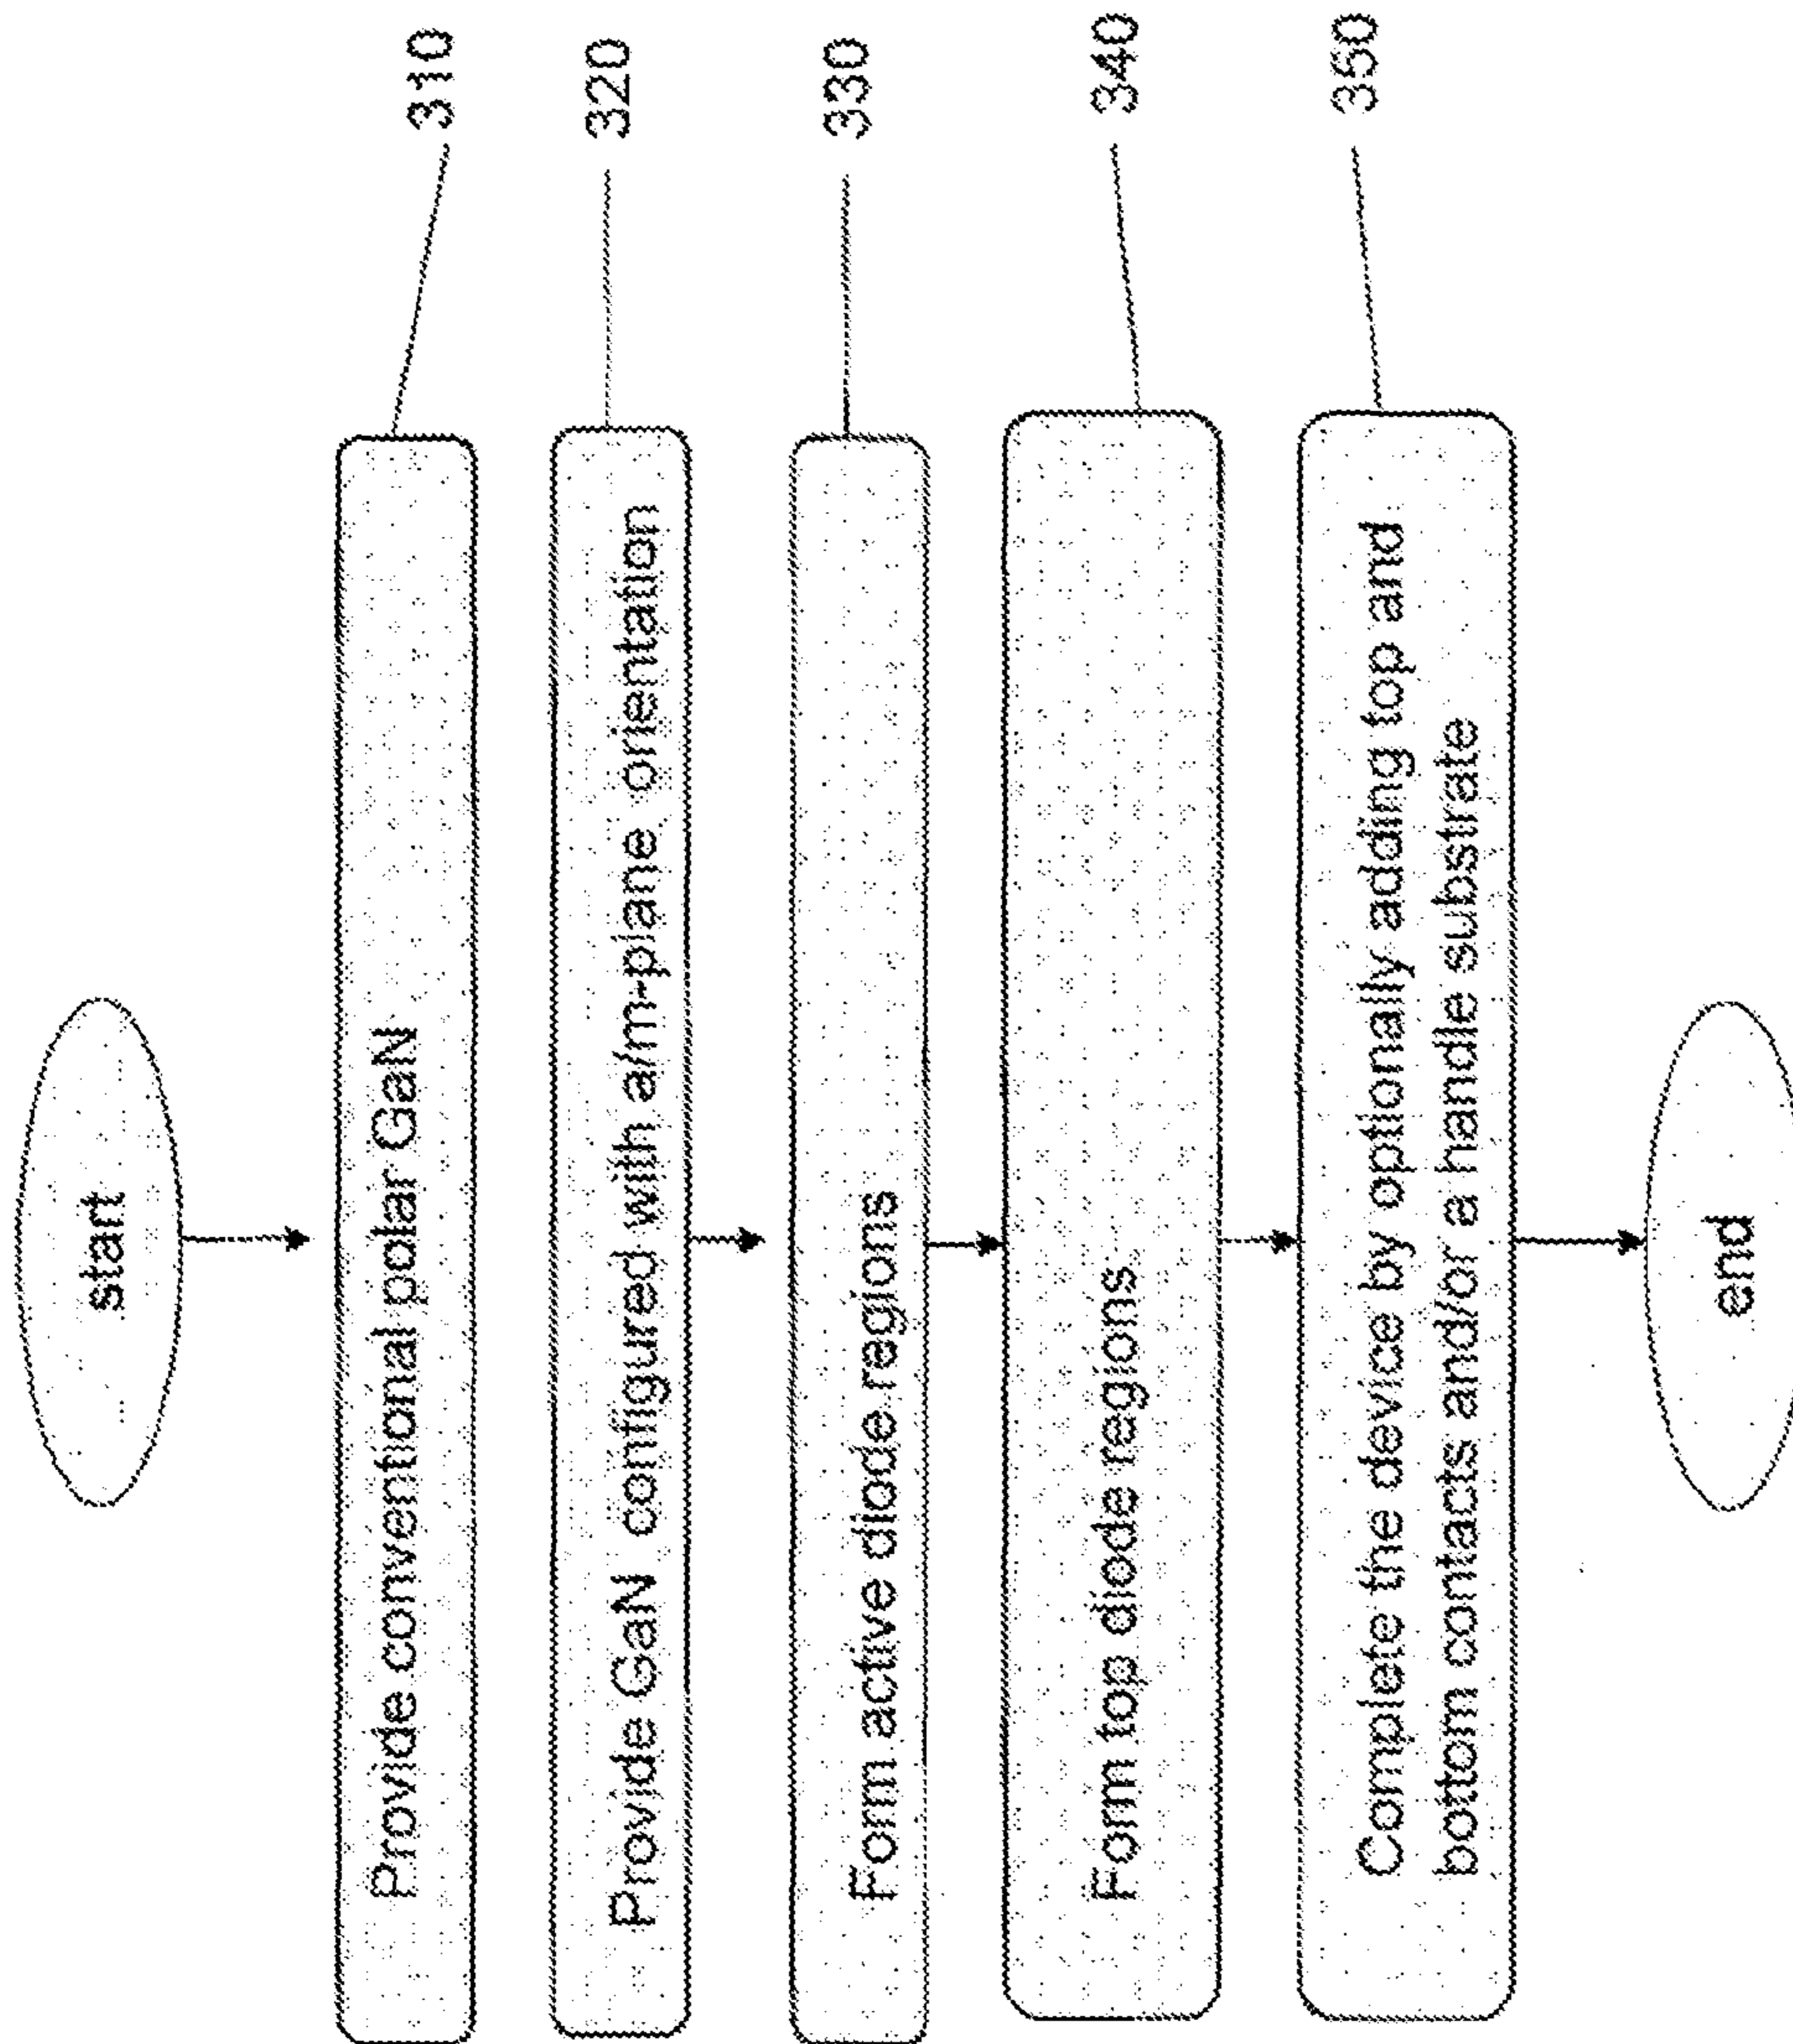 start
Provide conventional polar GaN
310
Provide GaN configured with a/m-plane orientation
320
Form active diode regions
330
Form top diode regions
340
Complete the device by optionally adding top and
bottom contacts and/or a handle substrate
350
end